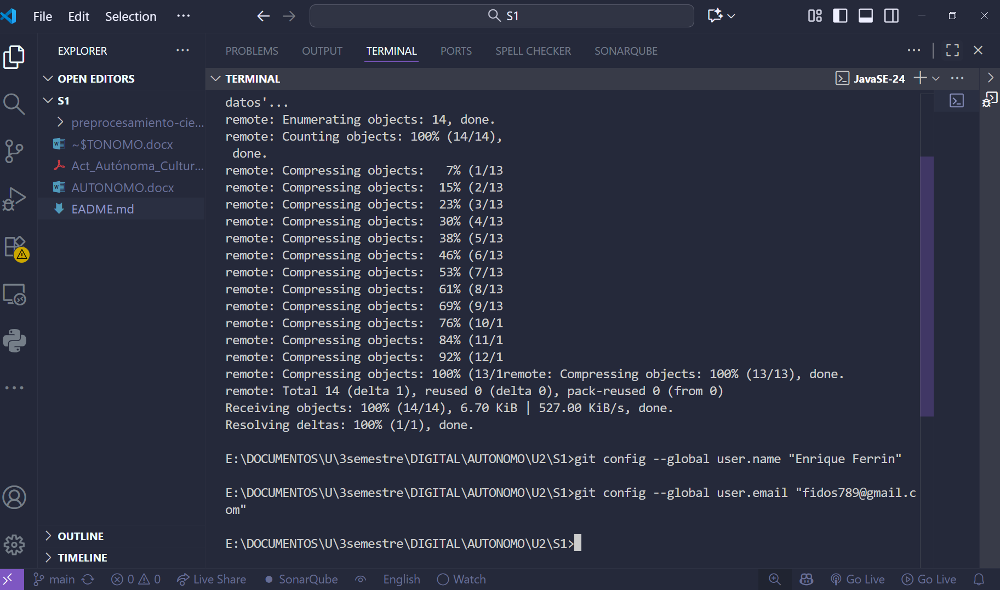 File Edit Selection ···
S1
EXPLORER ···
OPEN EDITORS
S1
preprocesamiento-cie...
~$TONOMO.docx
Act_Autónoma_Cultur...
AUTONOMO.docx
EADME.md
OUTLINE
TIMELINE
PROBLEMS OUTPUT TERMINAL PORTS SPELL CHECKER SONARQUBE ···
TERMINAL
JavaSE-24 ···
datos'...
remote: Enumerating objects: 14, done.
remote: Counting objects: 100% (14/14),
 done.
remote: Compressing objects:   7% (1/13
remote: Compressing objects:  15% (2/13
remote: Compressing objects:  23% (3/13
remote: Compressing objects:  30% (4/13
remote: Compressing objects:  38% (5/13
remote: Compressing objects:  46% (6/13
remote: Compressing objects:  53% (7/13
remote: Compressing objects:  61% (8/13
remote: Compressing objects:  69% (9/13
remote: Compressing objects:  76% (10/1
remote: Compressing objects:  84% (11/1
remote: Compressing objects:  92% (12/1
remote: Compressing objects: 100% (13/1remote: Compressing objects: 100% (13/13), done.
remote: Total 14 (delta 1), reused 0 (delta 0), pack-reused 0 (from 0)
Receiving objects: 100% (14/14), 6.70 KiB | 527.00 KiB/s, done.
Resolving deltas: 100% (1/1), done.
E:\DOCUMENTOS\U\3semestre\DIGITAL\AUTONOMO\U2\S1>git config --global user.name "Enrique Ferrin"
E:\DOCUMENTOS\U\3semestre\DIGITAL\AUTONOMO\U2\S1>git config --global user.email "fidos789@gmail.c
om"
E:\DOCUMENTOS\U\3semestre\DIGITAL\AUTONOMO\U2\S1>
main 0 0 Live Share SonarQube English Watch Go Live Go Live